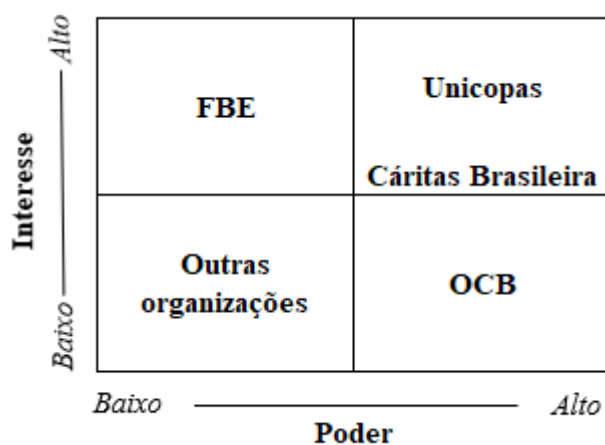 Alto
Interesse
Baixo
FBE
Unicopas
Cáritas Brasileira
Outras
organizações
OCB
Baixo
Alto
Poder